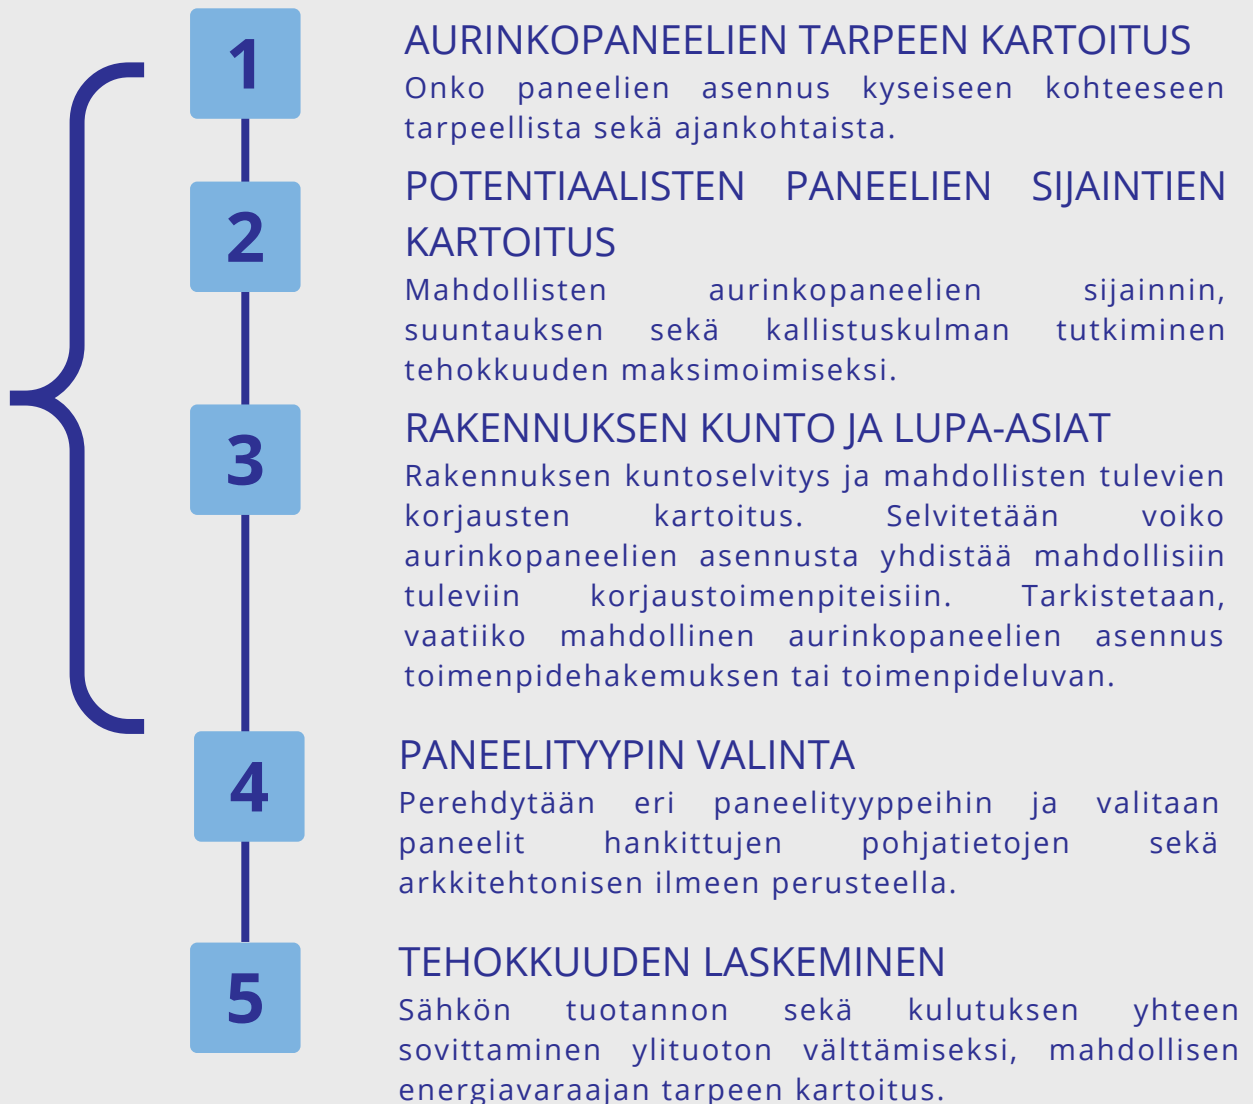 1
AURINKOPANEELIEN TARPEEN KARTOITUS
Onko paneelien asennus kyseiseen kohteeseen
tarpeellista sekä ajankohtaista.
2
POTENTIAALISTEN PANEELIEN SIJAINTIEN
KARTOITUS
Mahdollisten aurinkopaneelien sijainnin,
suuntauksen sekä kallistuskulman tutkiminen
tehokkuuden maksimoimiseksi.
3
RAKENNUKSEN KUNTO JA LUPA-ASIAT
Rakennuksen kuntoselvitys ja mahdollisten tulevien
korjausten kartoitus. Selvitetään voiko
aurinkopaneelien asennusta yhdistää mahdollisiin
tuleviin korjaustoimenpiteisiin. Tarkistetaan,
vaatiiko mahdollinen aurinkopaneelien asennus
toimenpidehakemuksen tai toimenpideluvan.
4
PANEELITYYPIN VALINTA
Perehdytään eri paneelityyppeihin ja valitaan
paneelit hankittujen pohjatietojen sekä
arkkitehtonisen ilmeen perusteella.
5
TEHOKKUUDEN LASKEMINEN
Sähkön tuotannon sekä kulutuksen yhteen
sovittaminen ylituoton välttämiseksi, mahdollisen
energiavaraajan tarpeen kartoitus.